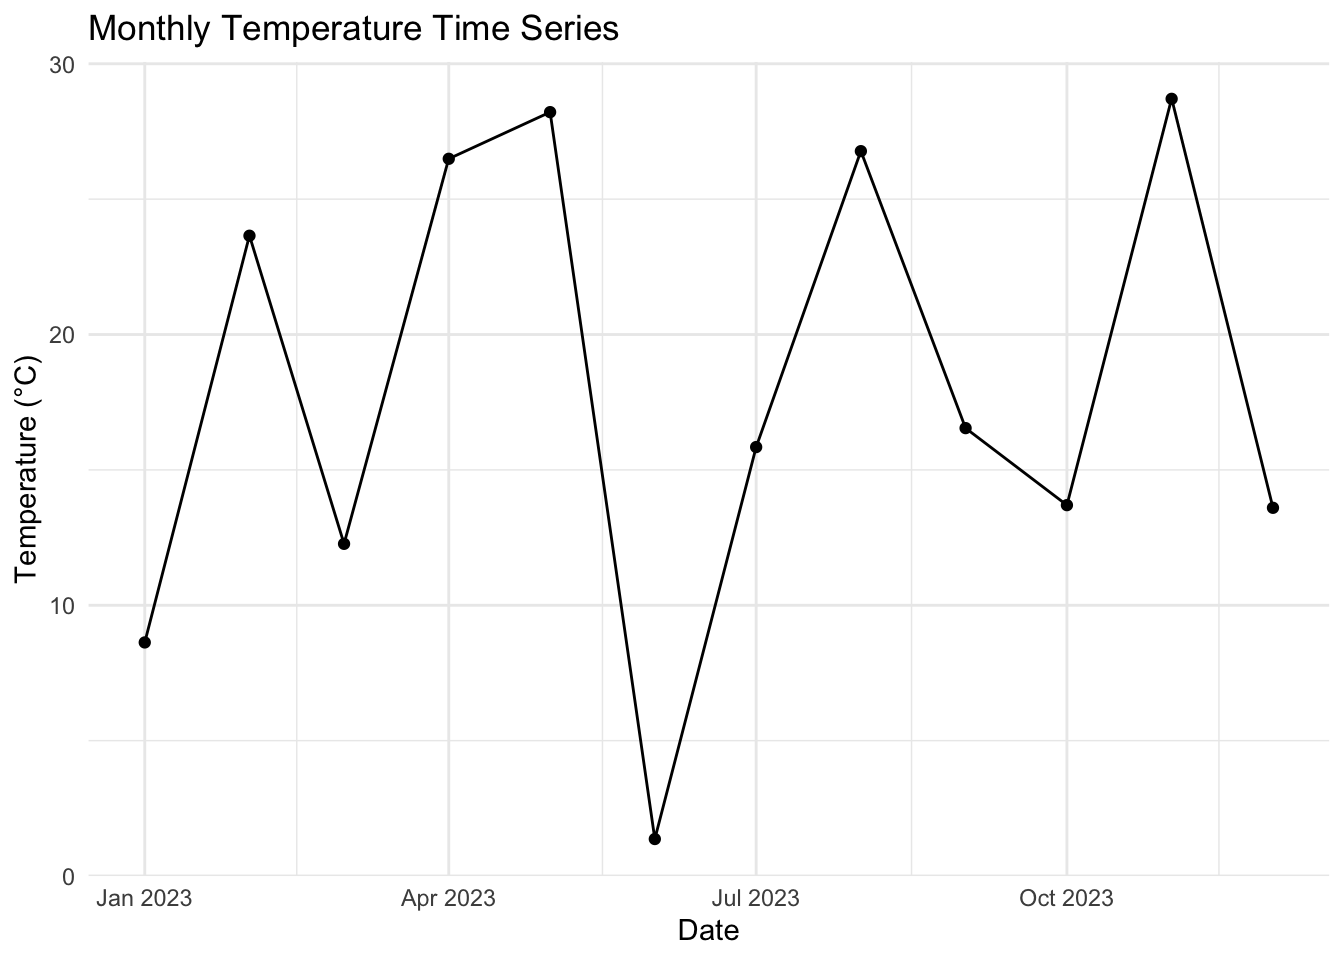 Monthly Temperature Time Series
30
20
10
0
Temperature (°C)
Jan 2023
Apr 2023
Jul 2023
Oct 2023
Date